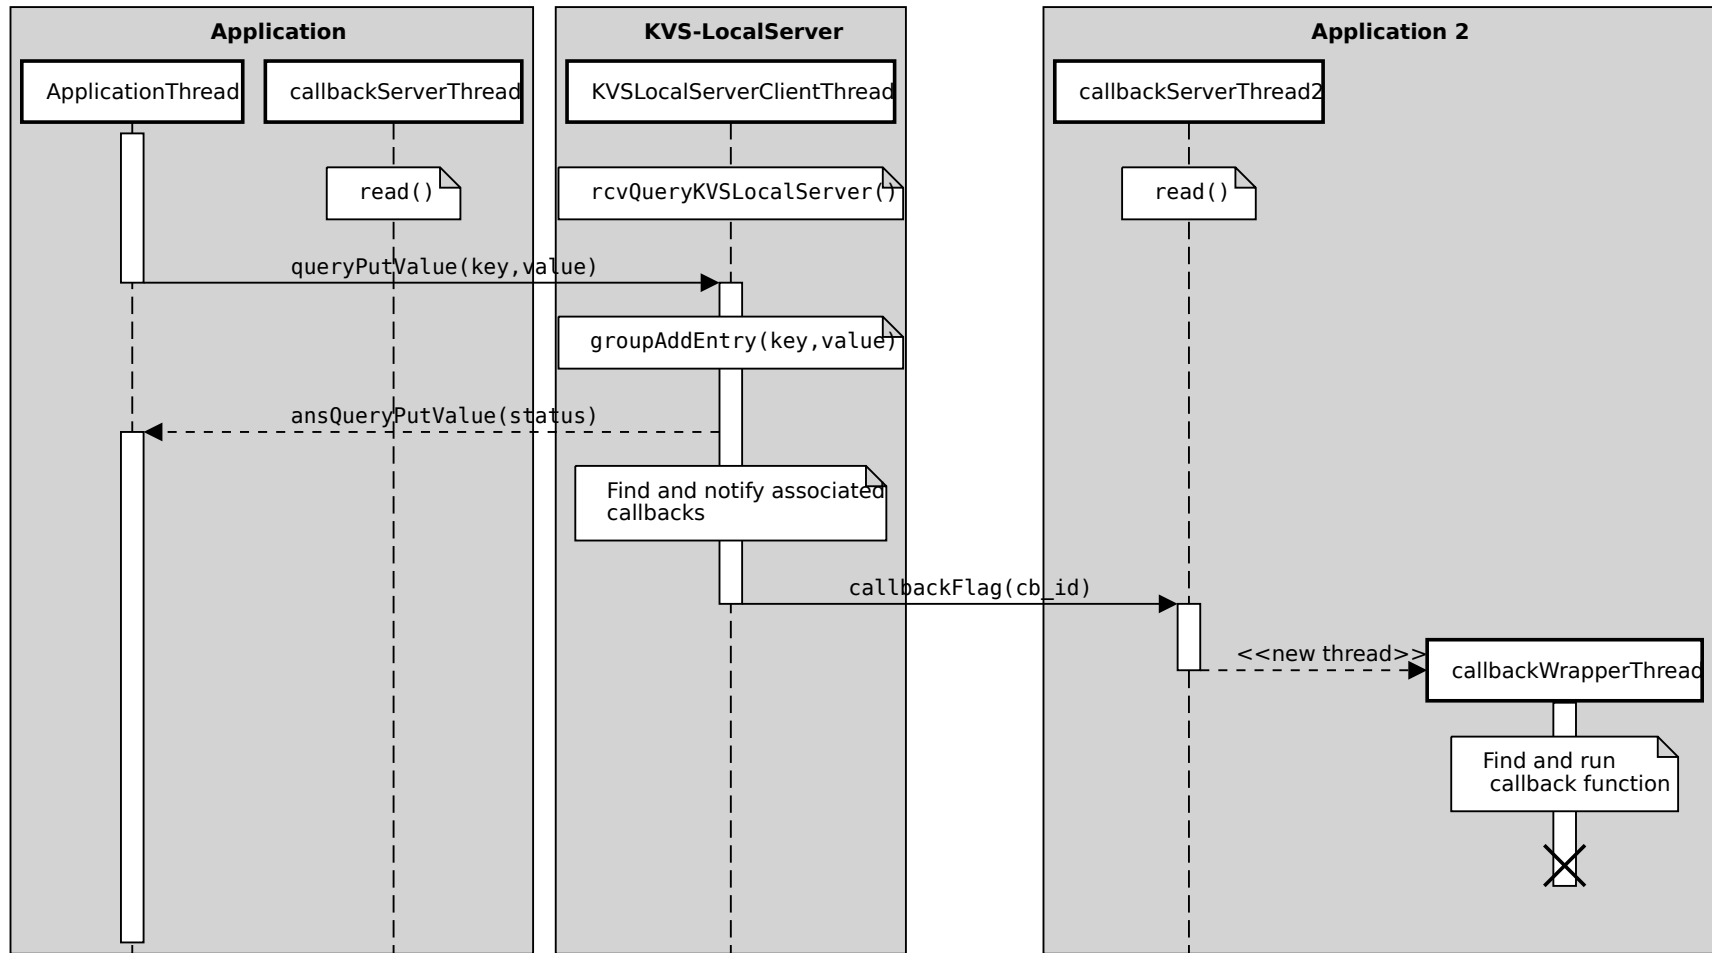 Application
KVS-LocalServer
Application 2
ApplicationThread
callbackServerThread
KVSLocalServerClientThread
callbackServerThread2
read()
rcvQueryKVSLocalServer()
read()
queryPutValue(key,value)
groupAddEntry(key,value)
ansQueryPutValue(status)
Find and notify associated
callbacks
callbackFlag(cb_id)
<<new thread>>
callbackWrapperThread
Find and run
callback function